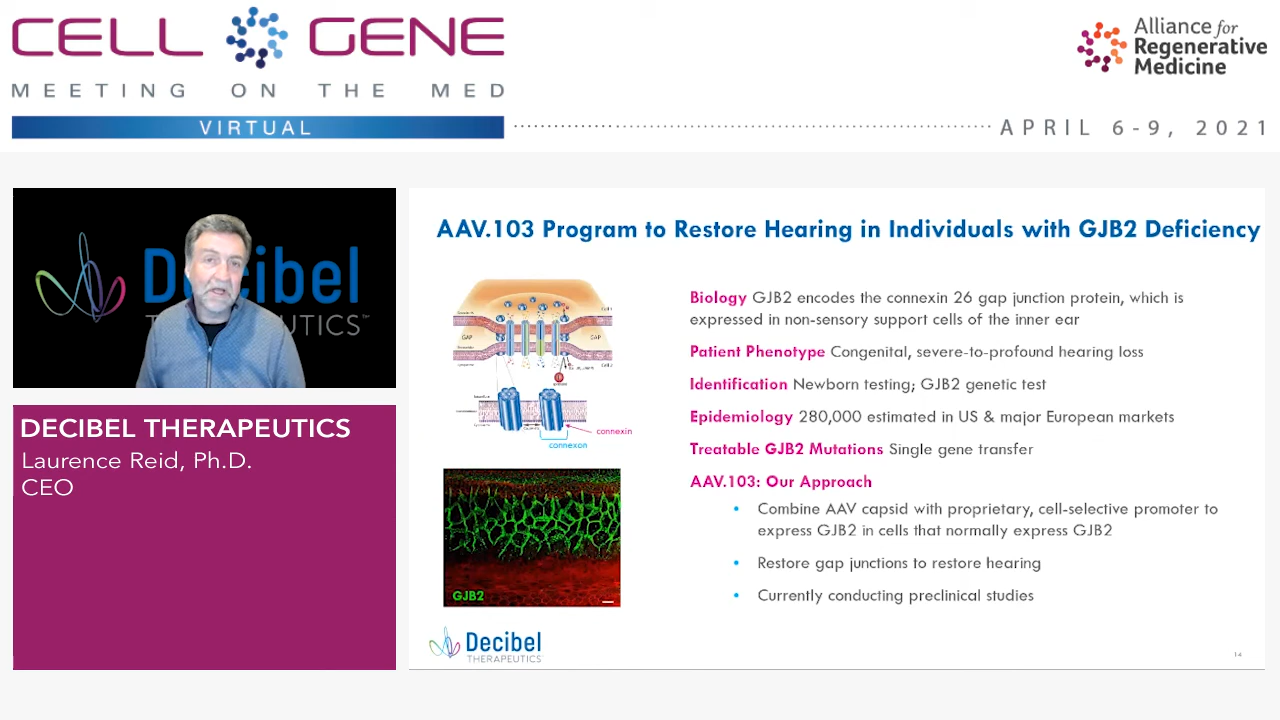 CELL GENE
MEETING ON THE MED
VIRTUAL
APRIL 6-9, 2021
Alliance for
Regenerative
Medicine
Decibel
DECIBEL THERAPEUTICS
Laurence Reid, Ph.D.
CEO
AAV.103 Program to Restore Hearing in Individuals with GJB2 Deficiency
GAP
GAP
connexin
connexon
GJB2
Biology GJB2 encodes the connexin 26 gap junction protein, which is
expressed in non-sensory support cells of the inner ear
Patient Phenotype Congenital, severe-to-profound hearing loss
Identification Newborn testing; GJB2 genetic test
Epidemiology 280,000 estimated in US & major European markets
Treatable GJB2 Mutations Single gene transfer
AAV.103: Our Approach
• Combine AAV capsid with proprietary, cell-selective promoter to
express GJB2 in cells that normally express GJB2
• Restore gap junctions to restore hearing
• Currently conducting preclinical studies
Decibel
THERAPEUTICS
14